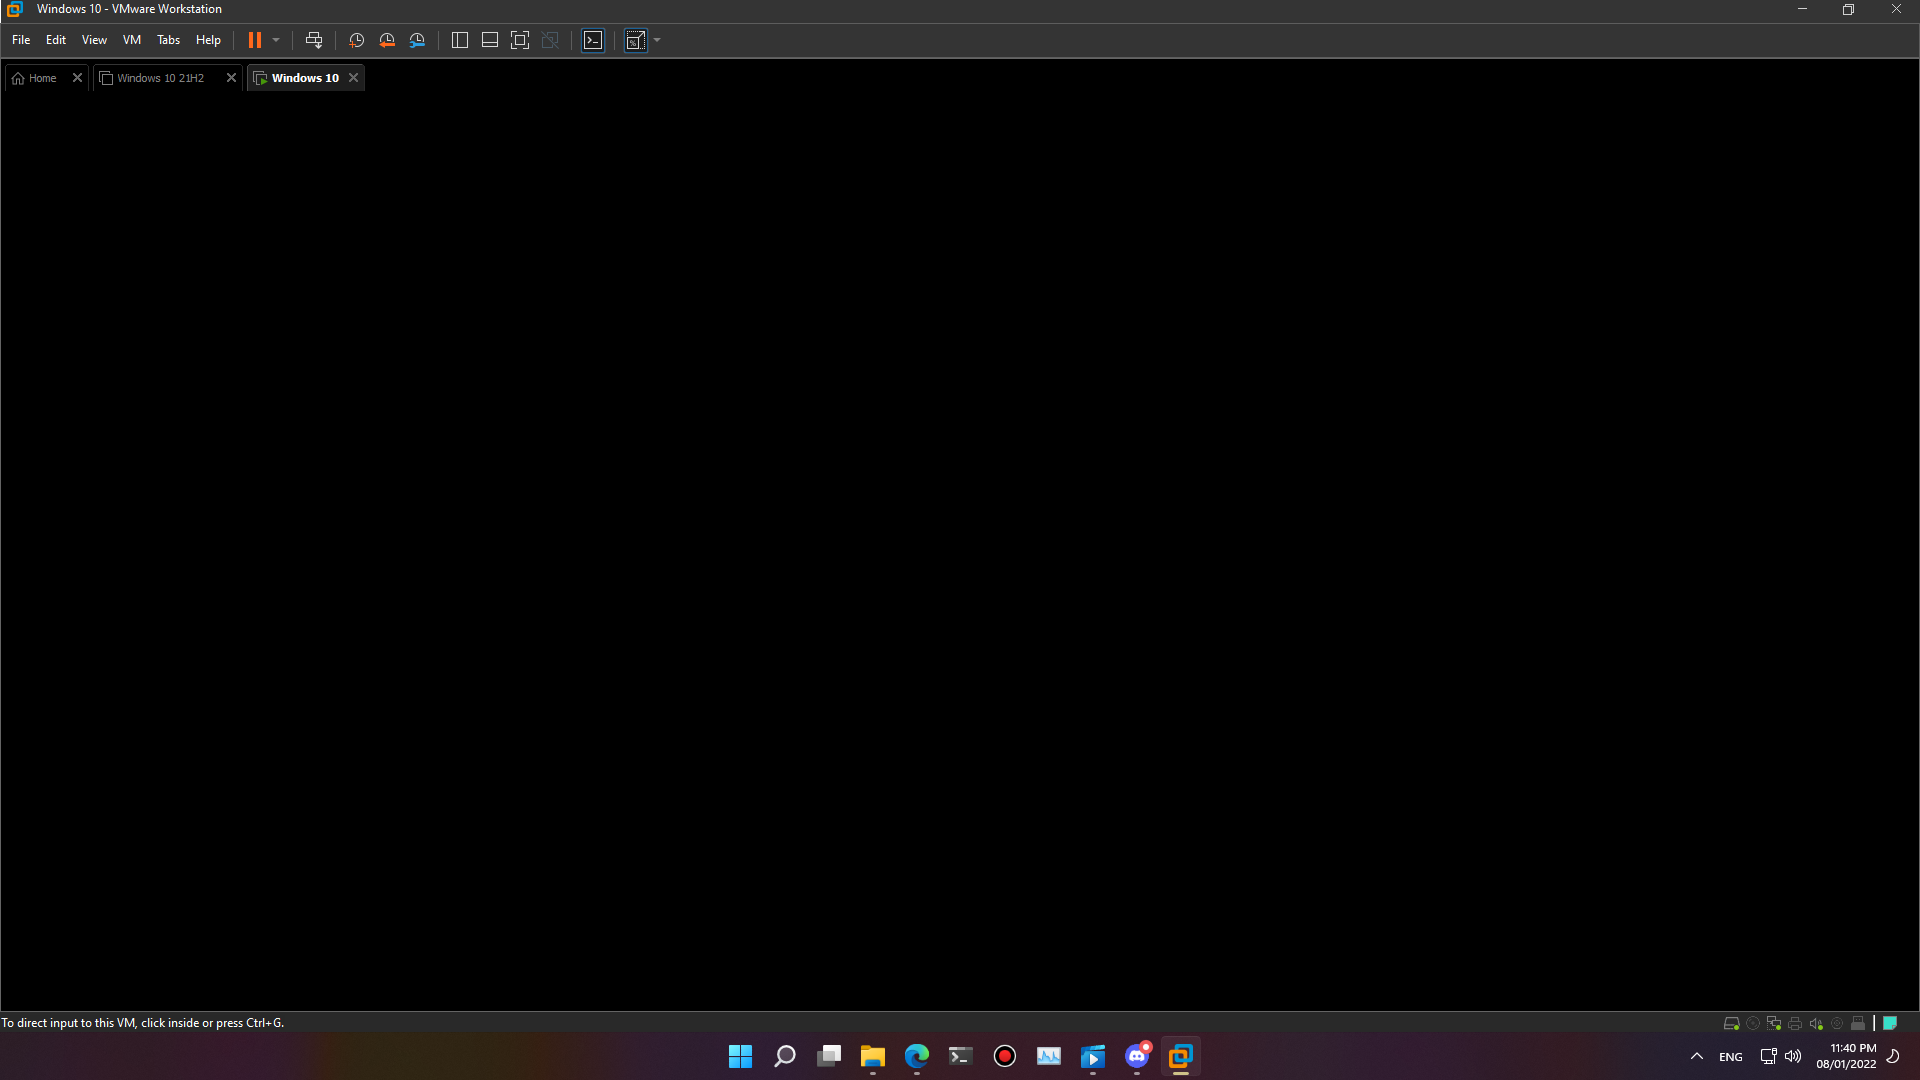 Windows 10 - VMware Workstation
File Edit View VM Tabs Help
Home Windows 10 21H2 Windows 10
To direct input to this VM, click inside or press Ctrl+G.
ENG
11:40 PM
08/01/2022